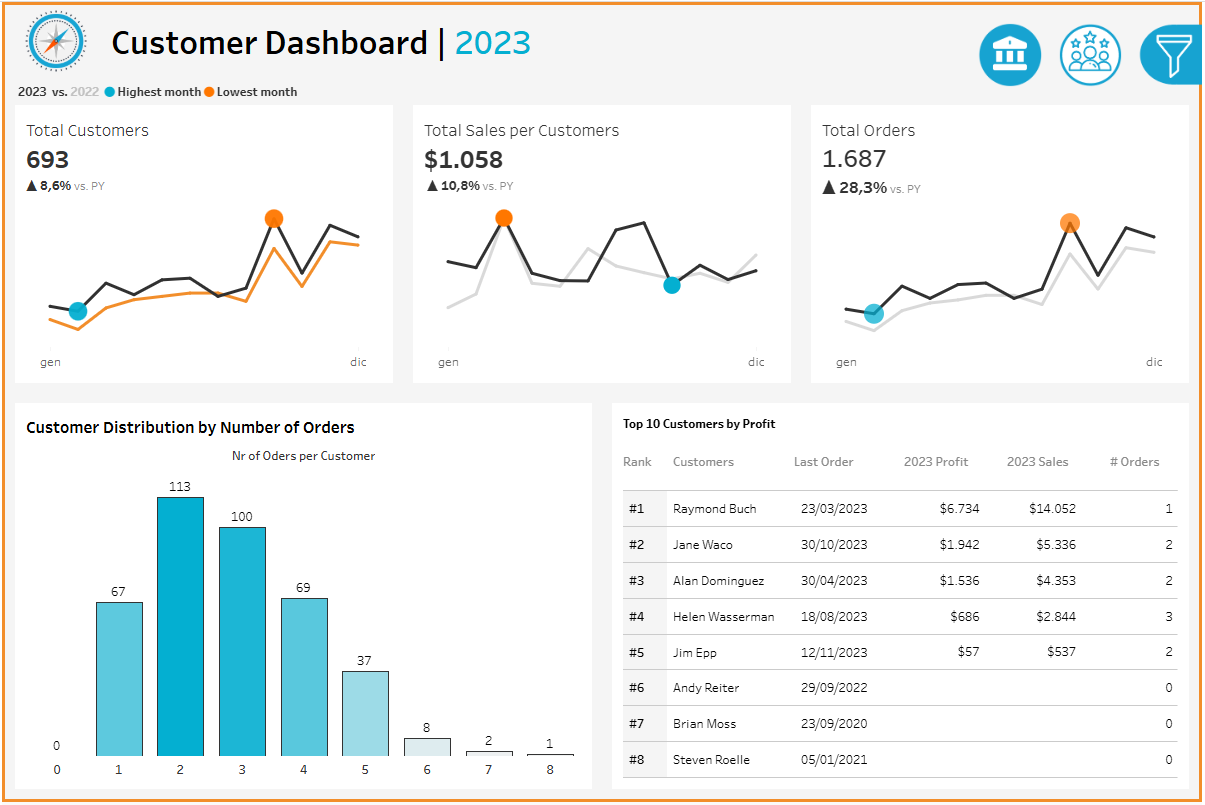 Customer Dashboard | 2023
2023 vs. 2022 Highest month Lowest month
Total Customers
693
▲ 8,6% vs. PY
gen dic
Total Sales per Customers
$1.058
▲ 10,8% vs. PY
gen dic
Total Orders
1.687
▲ 28,3% vs. PY
gen dic
Customer Distribution by Number of Orders
Nr of Oders per Customer
0 67 113 100 69 37 8 2 1
0 1 2 3 4 5 6 7 8
Top 10 Customers by Profit
Rank Customers Last Order 2023 Profit 2023 Sales # Orders
#1 Raymond Buch 23/03/2023 $6.734 $14.052 1
#2 Jane Waco 30/10/2023 $1.942 $5.336 2
#3 Alan Dominguez 30/04/2023 $1.536 $4.353 2
#4 Helen Wasserman 18/08/2023 $686 $2.844 3
#5 Jim Epp 12/11/2023 $57 $537 2
#6 Andy Reiter 29/09/2022 0
#7 Brian Moss 23/09/2020 0
#8 Steven Roelle 05/01/2021 0